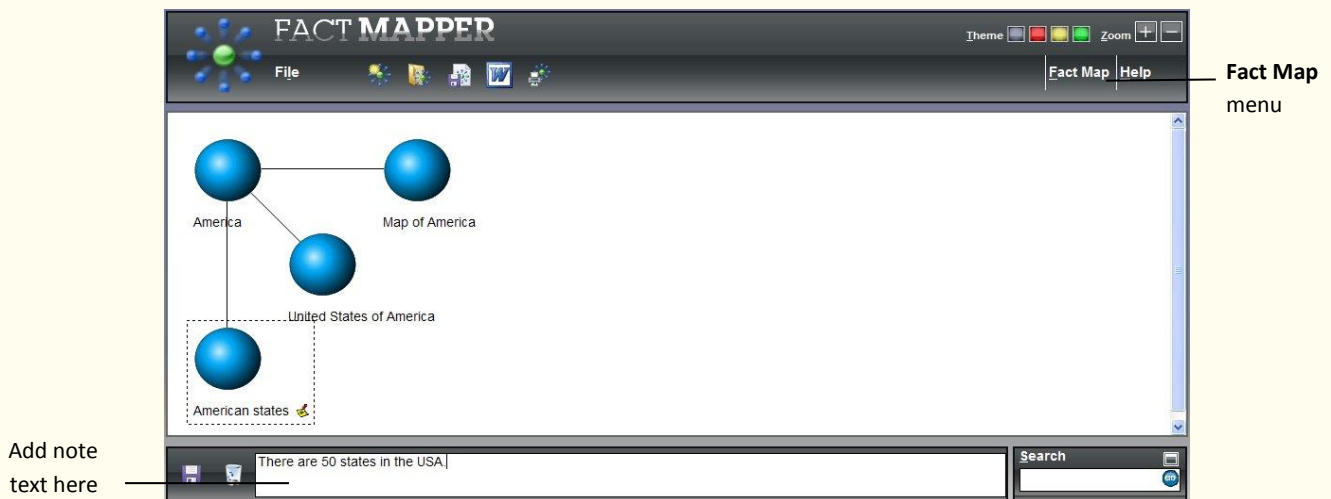 FACT MAPPER
Theme Zoom + −
File W Fact Map Help
Fact Map
menu
America
Map of America
United States of America
American states
Add note
text here
There are 50 states in the USA.
Search
GO